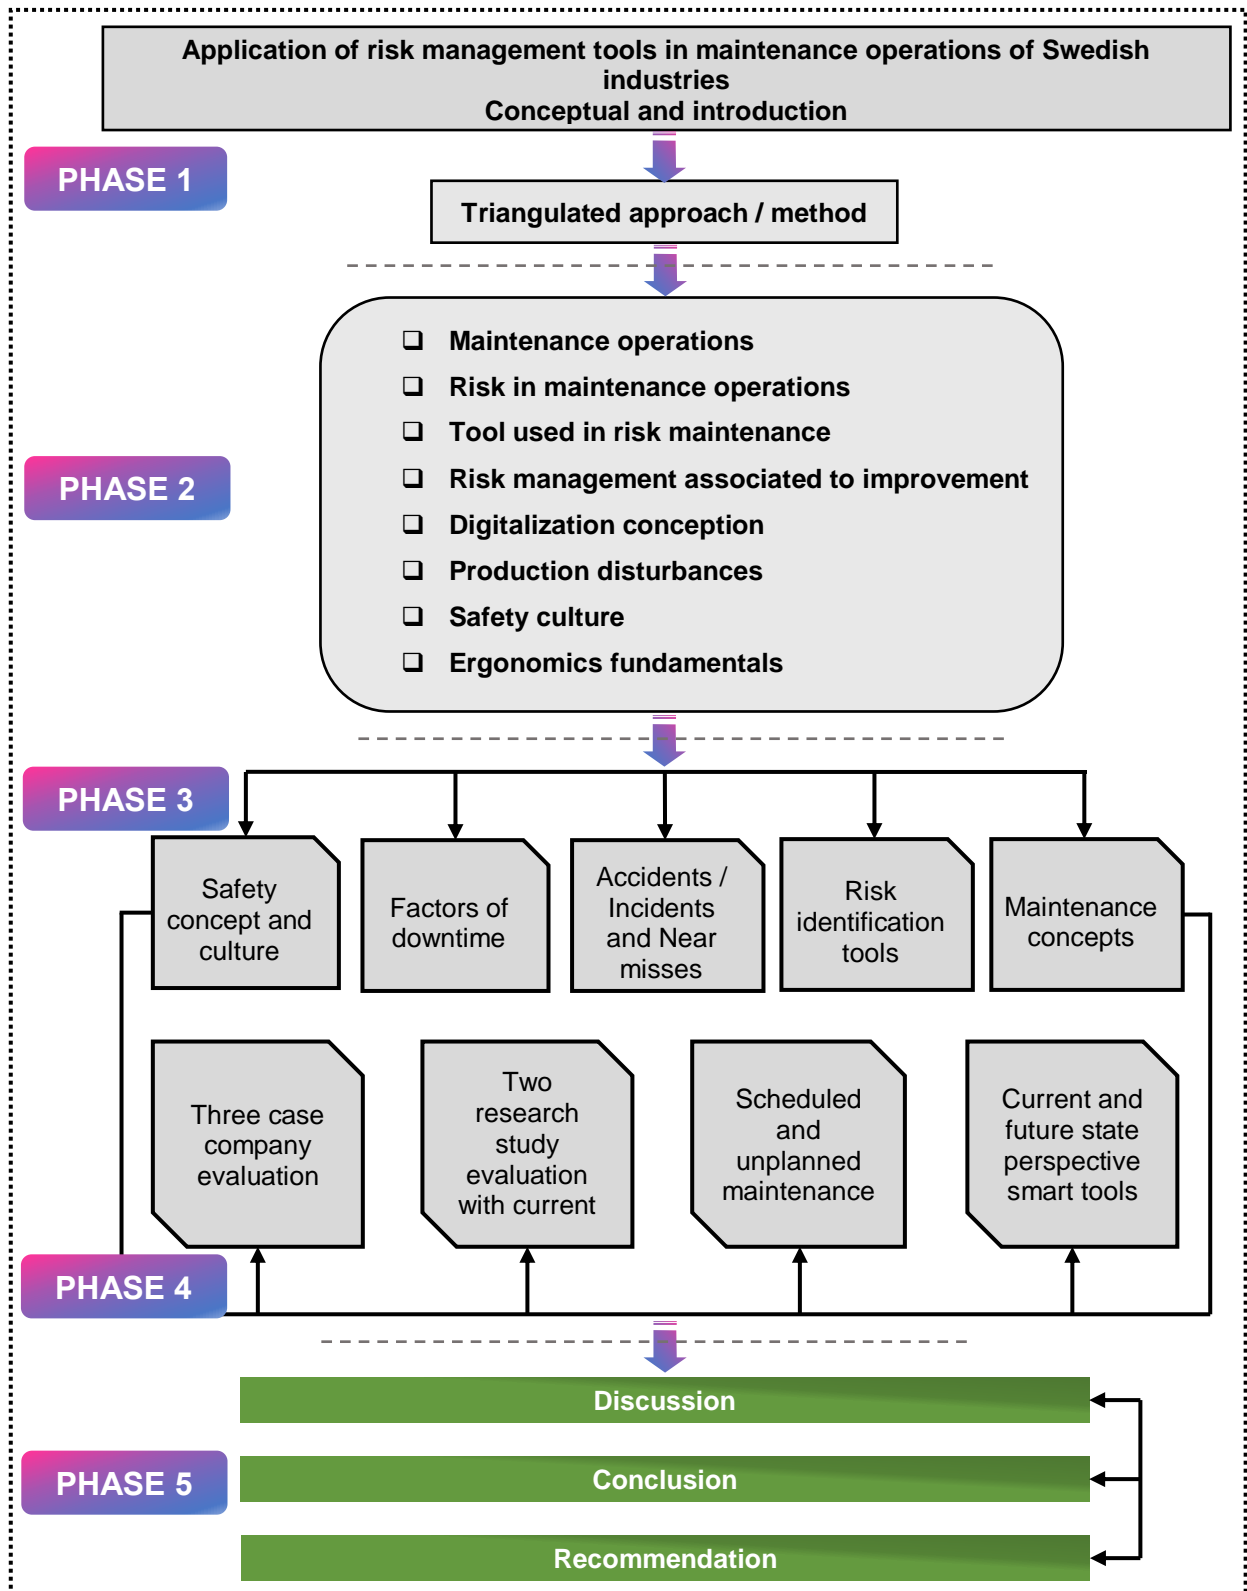 Application of risk management tools in maintenance operations of Swedish
industries
Conceptual and introduction
PHASE 1
Triangulated approach / method
PHASE 2
❑ Maintenance operations
❑ Risk in maintenance operations
❑ Tool used in risk maintenance
❑ Risk management associated to improvement
❑ Digitalization conception
❑ Production disturbances
❑ Safety culture
❑ Ergonomics fundamentals
PHASE 3
Safety
concept and
culture
Factors of
downtime
Accidents /
Incidents
and Near
misses
Risk
identification
tools
Maintenance
concepts
Three case
company
evaluation
Two
research
study
evaluation
with current
Scheduled
and
unplanned
maintenance
Current and
future state
perspective
smart tools
PHASE 4
Discussion
PHASE 5
Conclusion
Recommendation